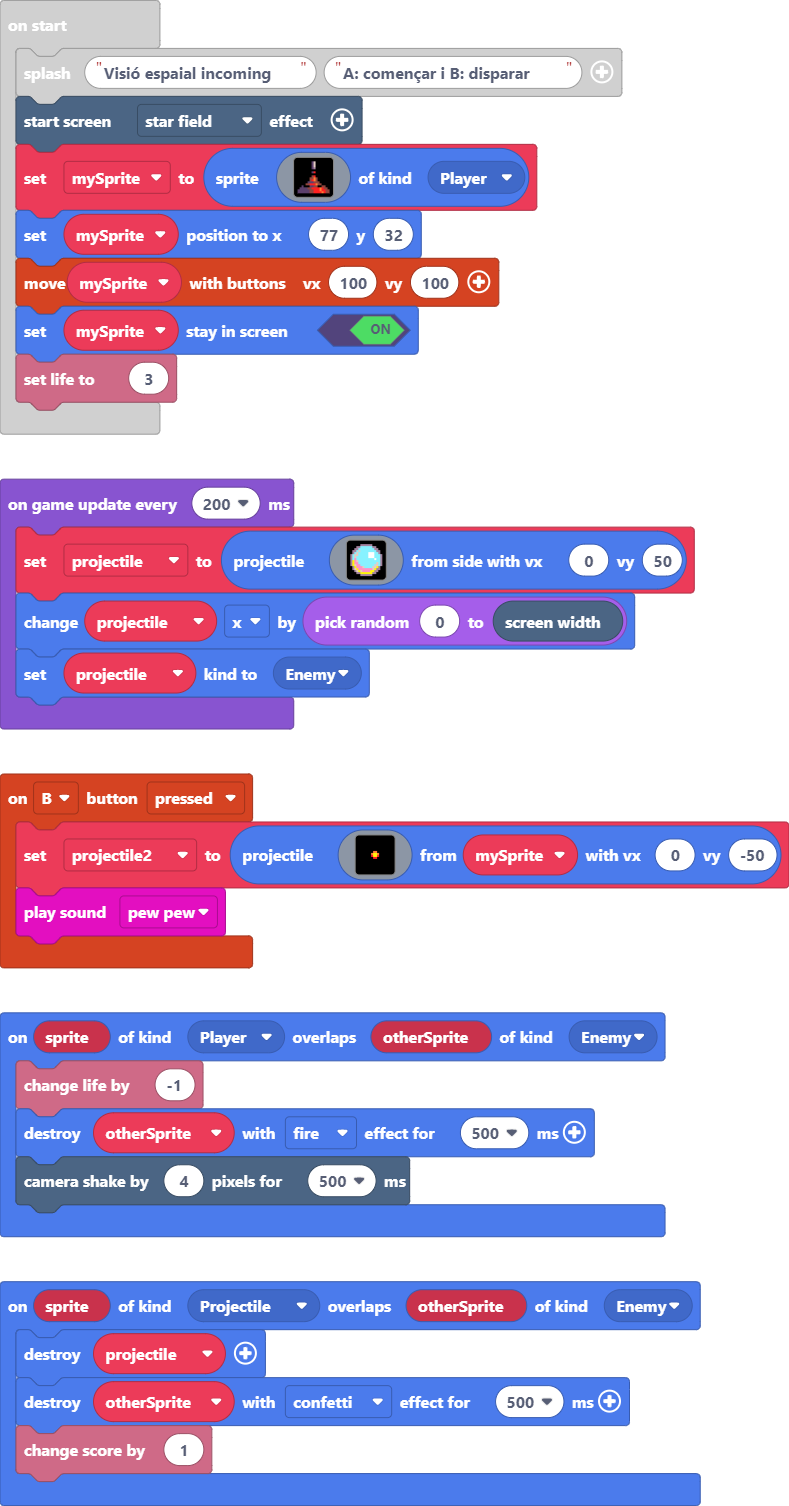 on start
splash "Visió espaial incoming " "A: començar i B: disparar "
start screen star field effect
set mySprite to sprite of kind Player
set mySprite position to x 77 y 32
move mySprite with buttons vx 100 vy 100
set mySprite stay in screen ON
set life to 3
on game update every 200 ms
set projectile to projectile from side with vx 0 vy 50
change projectile x by pick random 0 to screen width
set projectile kind to Enemy
on B button pressed
set projectile2 to projectile from mySprite with vx 0 vy -50
play sound pew pew
on sprite of kind Player overlaps otherSprite of kind Enemy
change life by -1
destroy otherSprite with fire effect for 500 ms
camera shake by 4 pixels for 500 ms
on sprite of kind Projectile overlaps otherSprite of kind Enemy
destroy projectile
destroy otherSprite with confetti effect for 500 ms
change score by 1